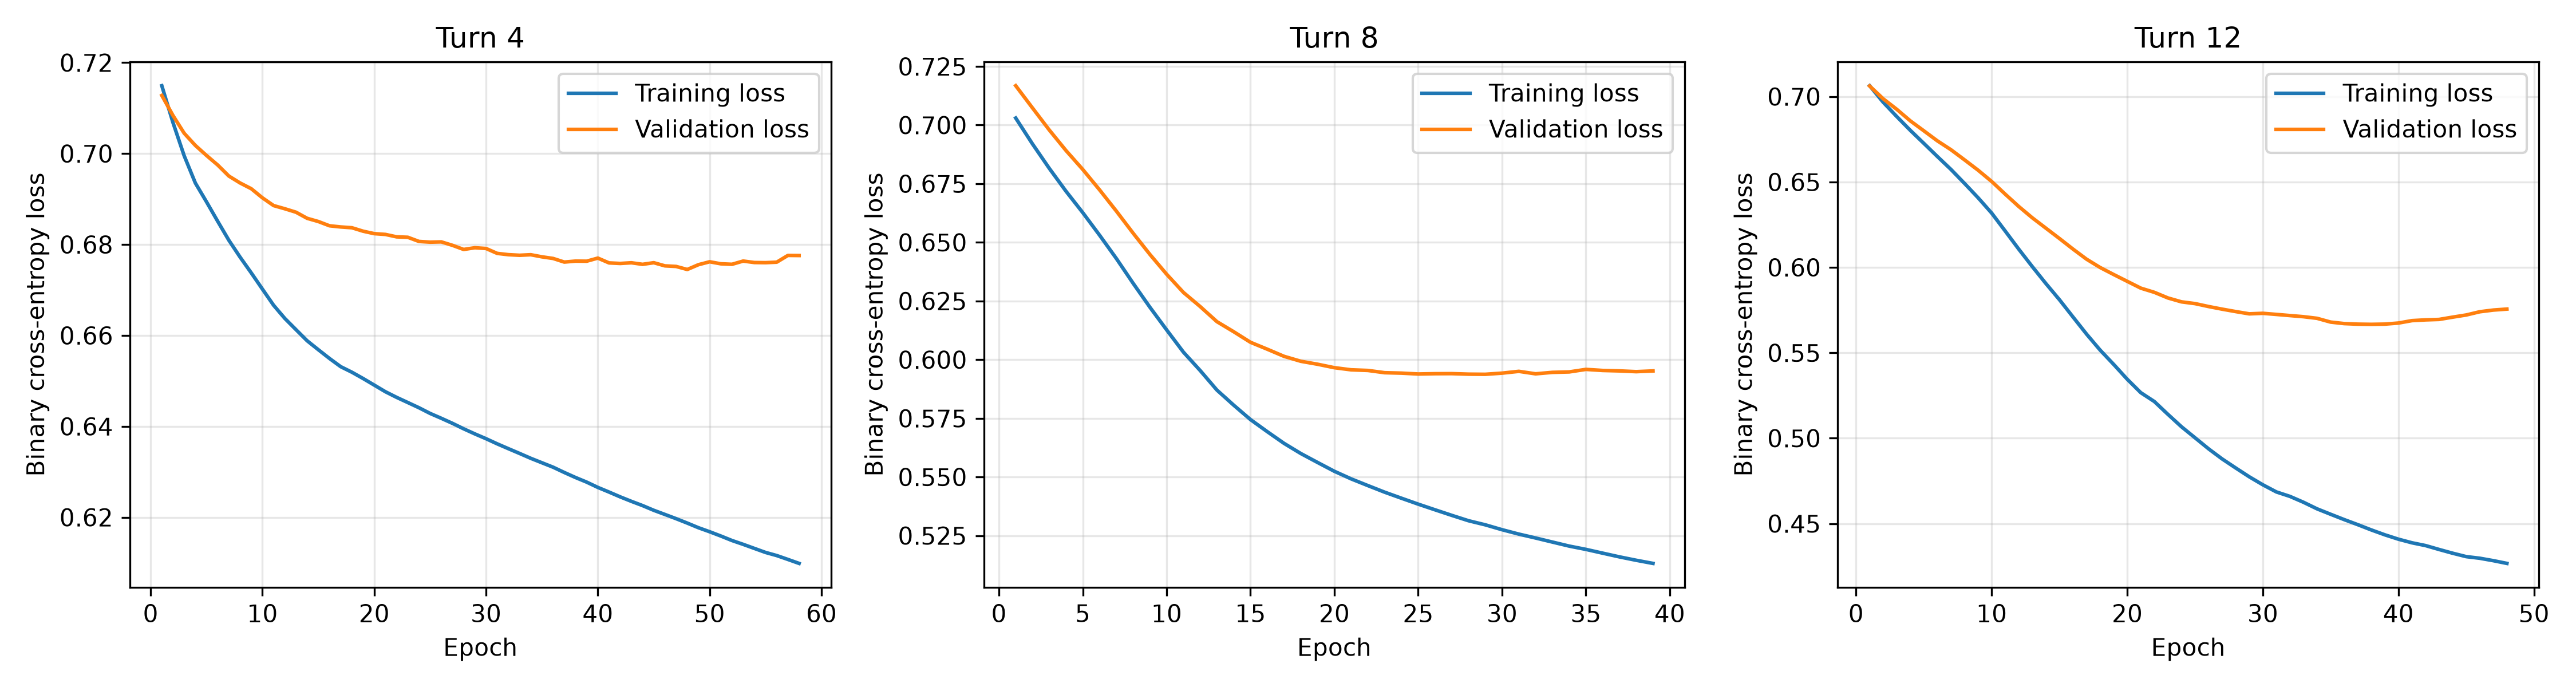 Turn 4
Binary cross-entropy loss
0.72
0.70
0.68
0.66
0.64
0.62
0
10
20
30
40
50
60
Epoch
Training loss
Validation loss
Turn 8
Binary cross-entropy loss
0.725
0.700
0.675
0.650
0.625
0.600
0.575
0.550
0.525
0
5
10
15
20
25
30
35
40
Epoch
Training loss
Validation loss
Turn 12
Binary cross-entropy loss
0.70
0.65
0.60
0.55
0.50
0.45
0
10
20
30
40
50
Epoch
Training loss
Validation loss